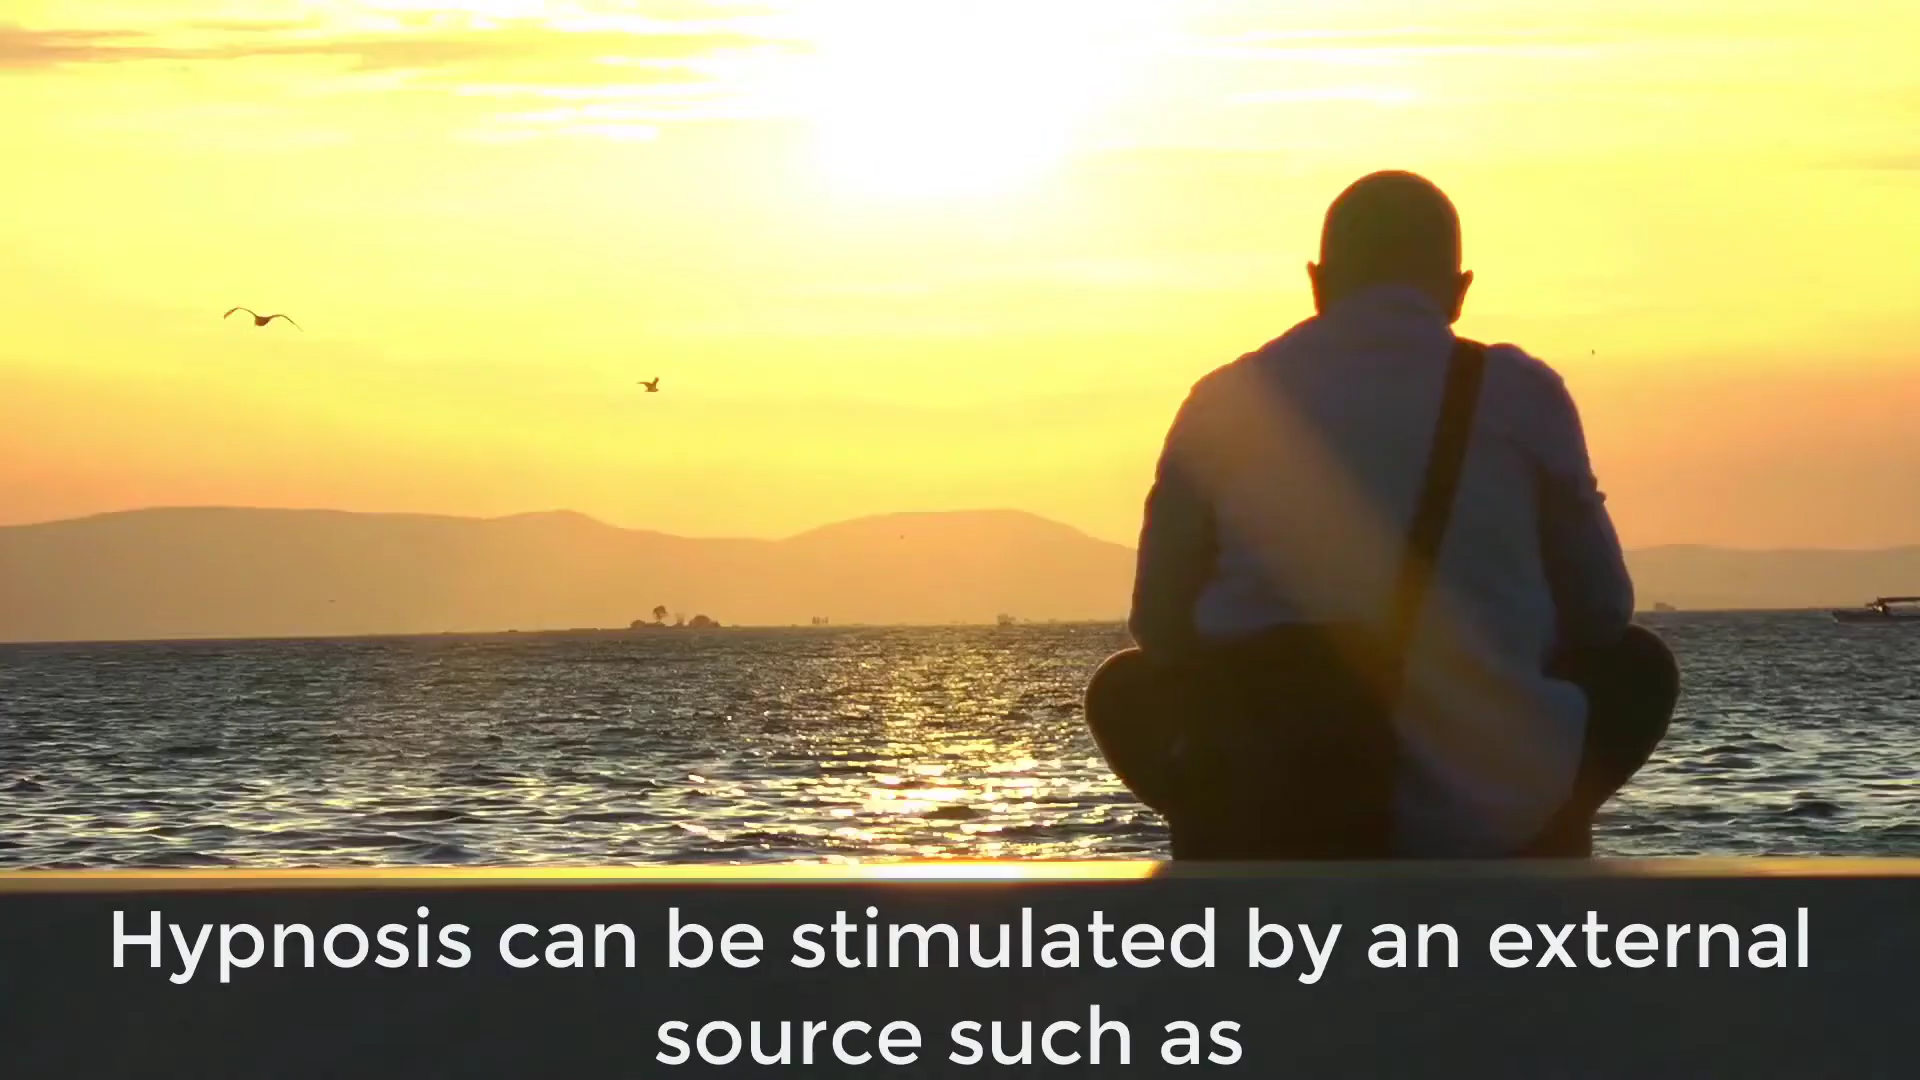 Hypnosis can be stimulated by an external
source such as